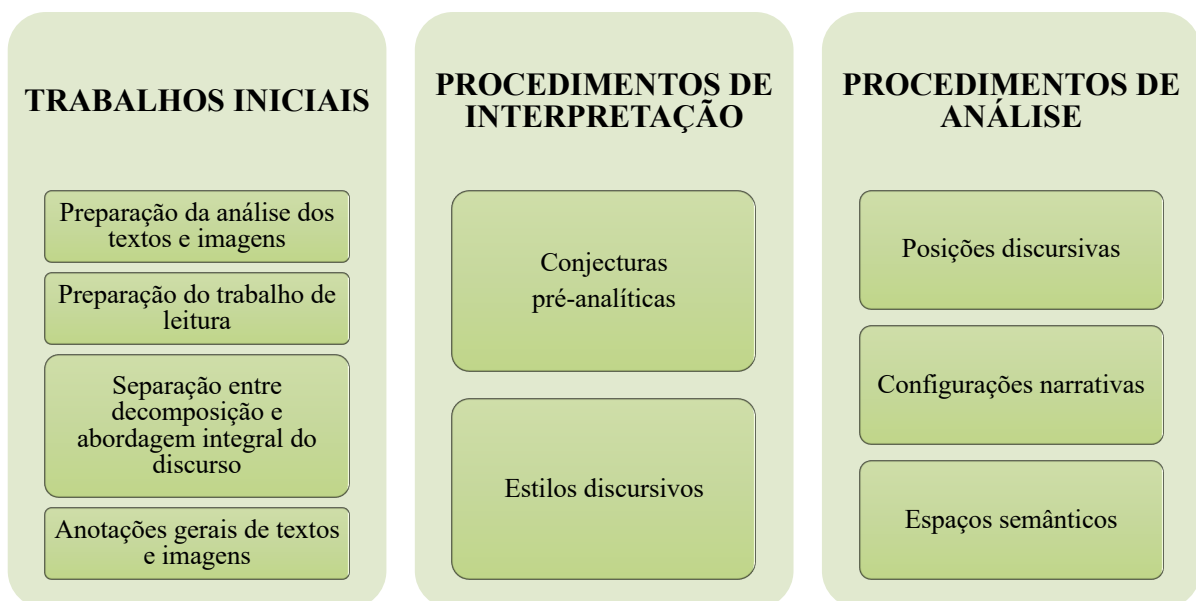 TRABALHOS INICIAIS
Preparação da análise dos
textos e imagens
Preparação do trabalho de
leitura
Separação entre
decomposição e
abordagem integral do
discurso
Anotações gerais de textos
e imagens
PROCEDIMENTOS DE
INTERPRETAÇÃO
Conjecturas
pré-analíticas
Estilos discursivos
PROCEDIMENTOS DE
ANÁLISE
Posições discursivas
Configurações narrativas
Espaços semânticos